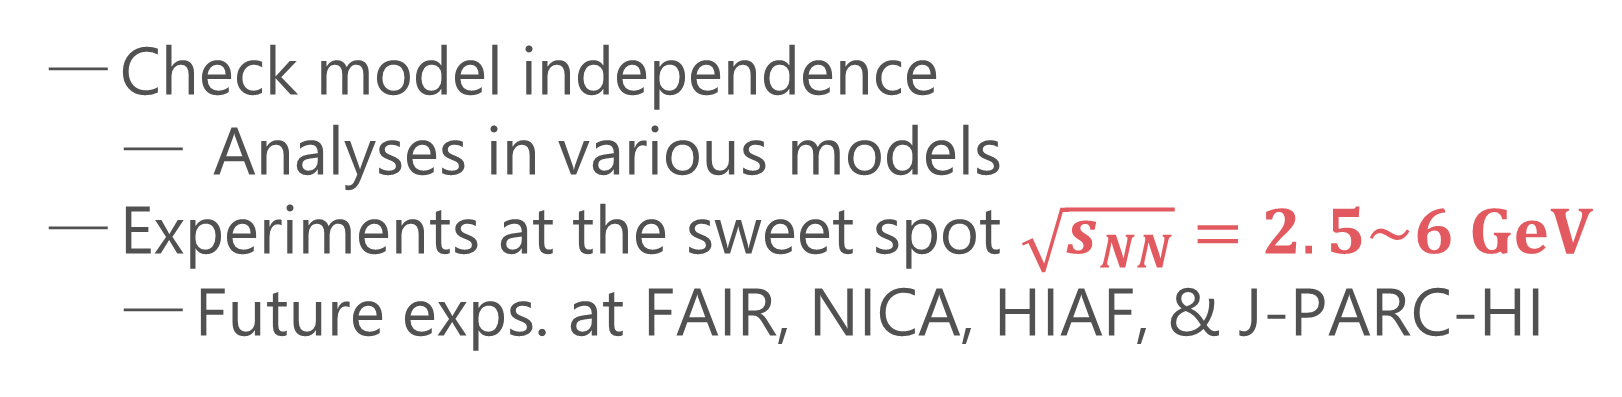 — Check model independence
— Analyses in various models
— Experiments at the sweet spot √s_NN = 2.5~6 GeV
— Future exps. at FAIR, NICA, HIAF, & J-PARC-HI